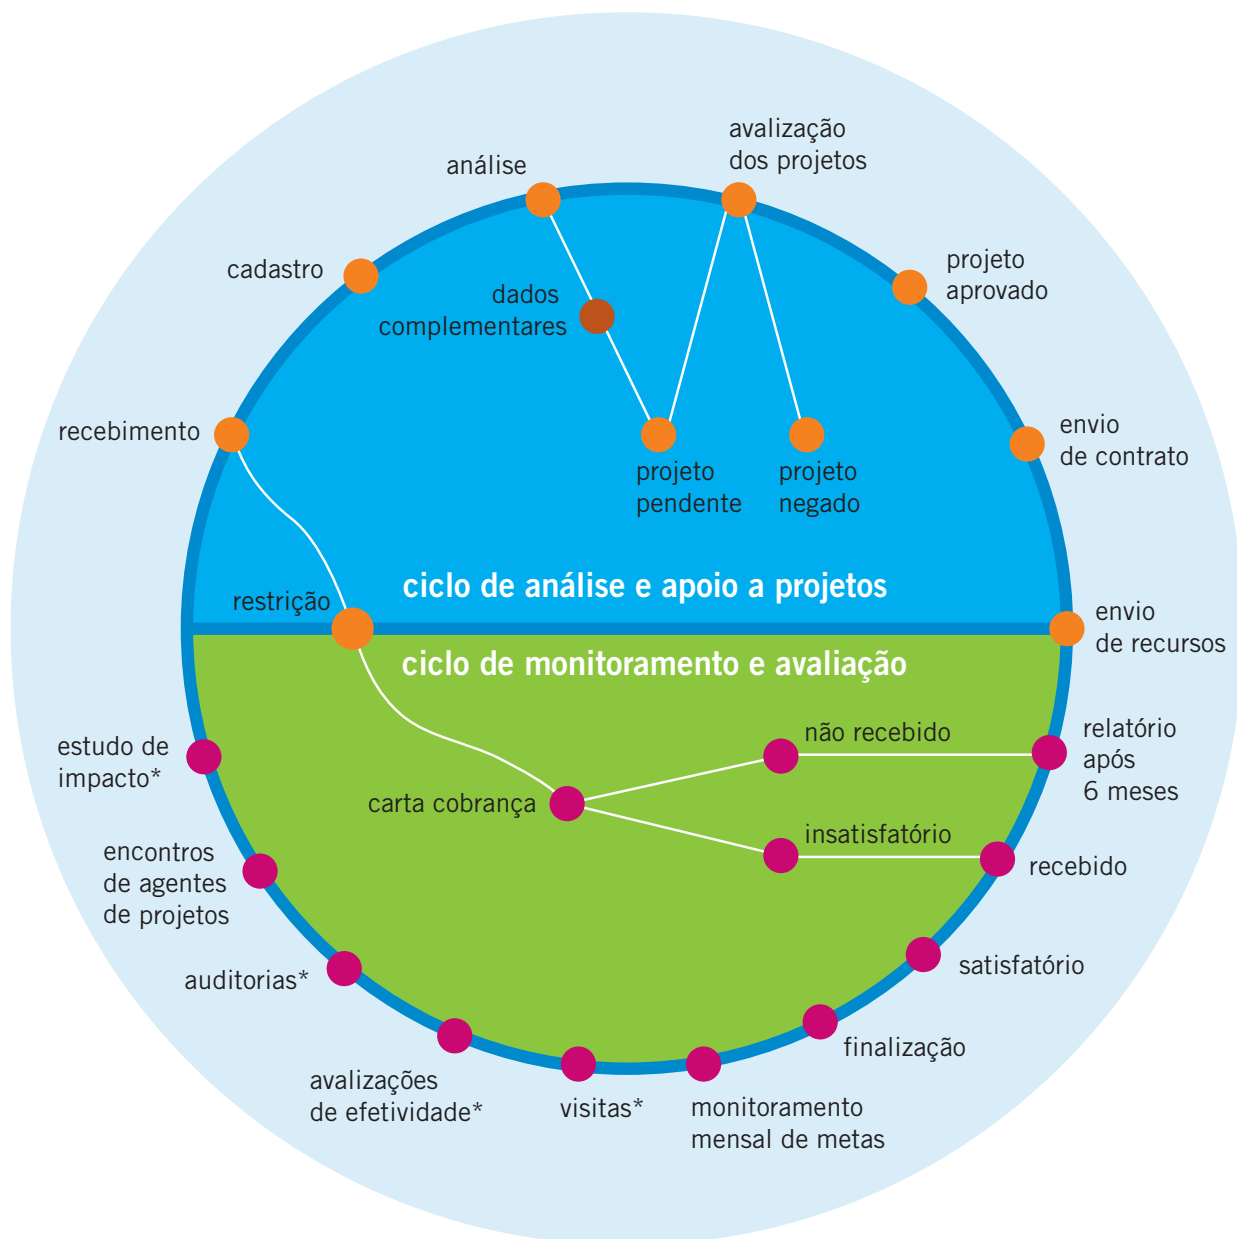 avalização
dos projetos
análise
cadastro
projeto
aprovado
dados
complementares
recebimento
envio
de contrato
projeto
pendente
projeto
negado
ciclo de análise e apoio a projetos
restrição
envio
de recursos
ciclo de monitoramento e avaliação
não recebido
relatório
após
6 meses
estudo de
impacto*
carta cobrança
insatisfatório
recebido
encontros
de agentes
de projetos
satisfatório
auditorias*
finalização
avalizações
de efetividade*
visitas*
monitoramento
mensal de metas